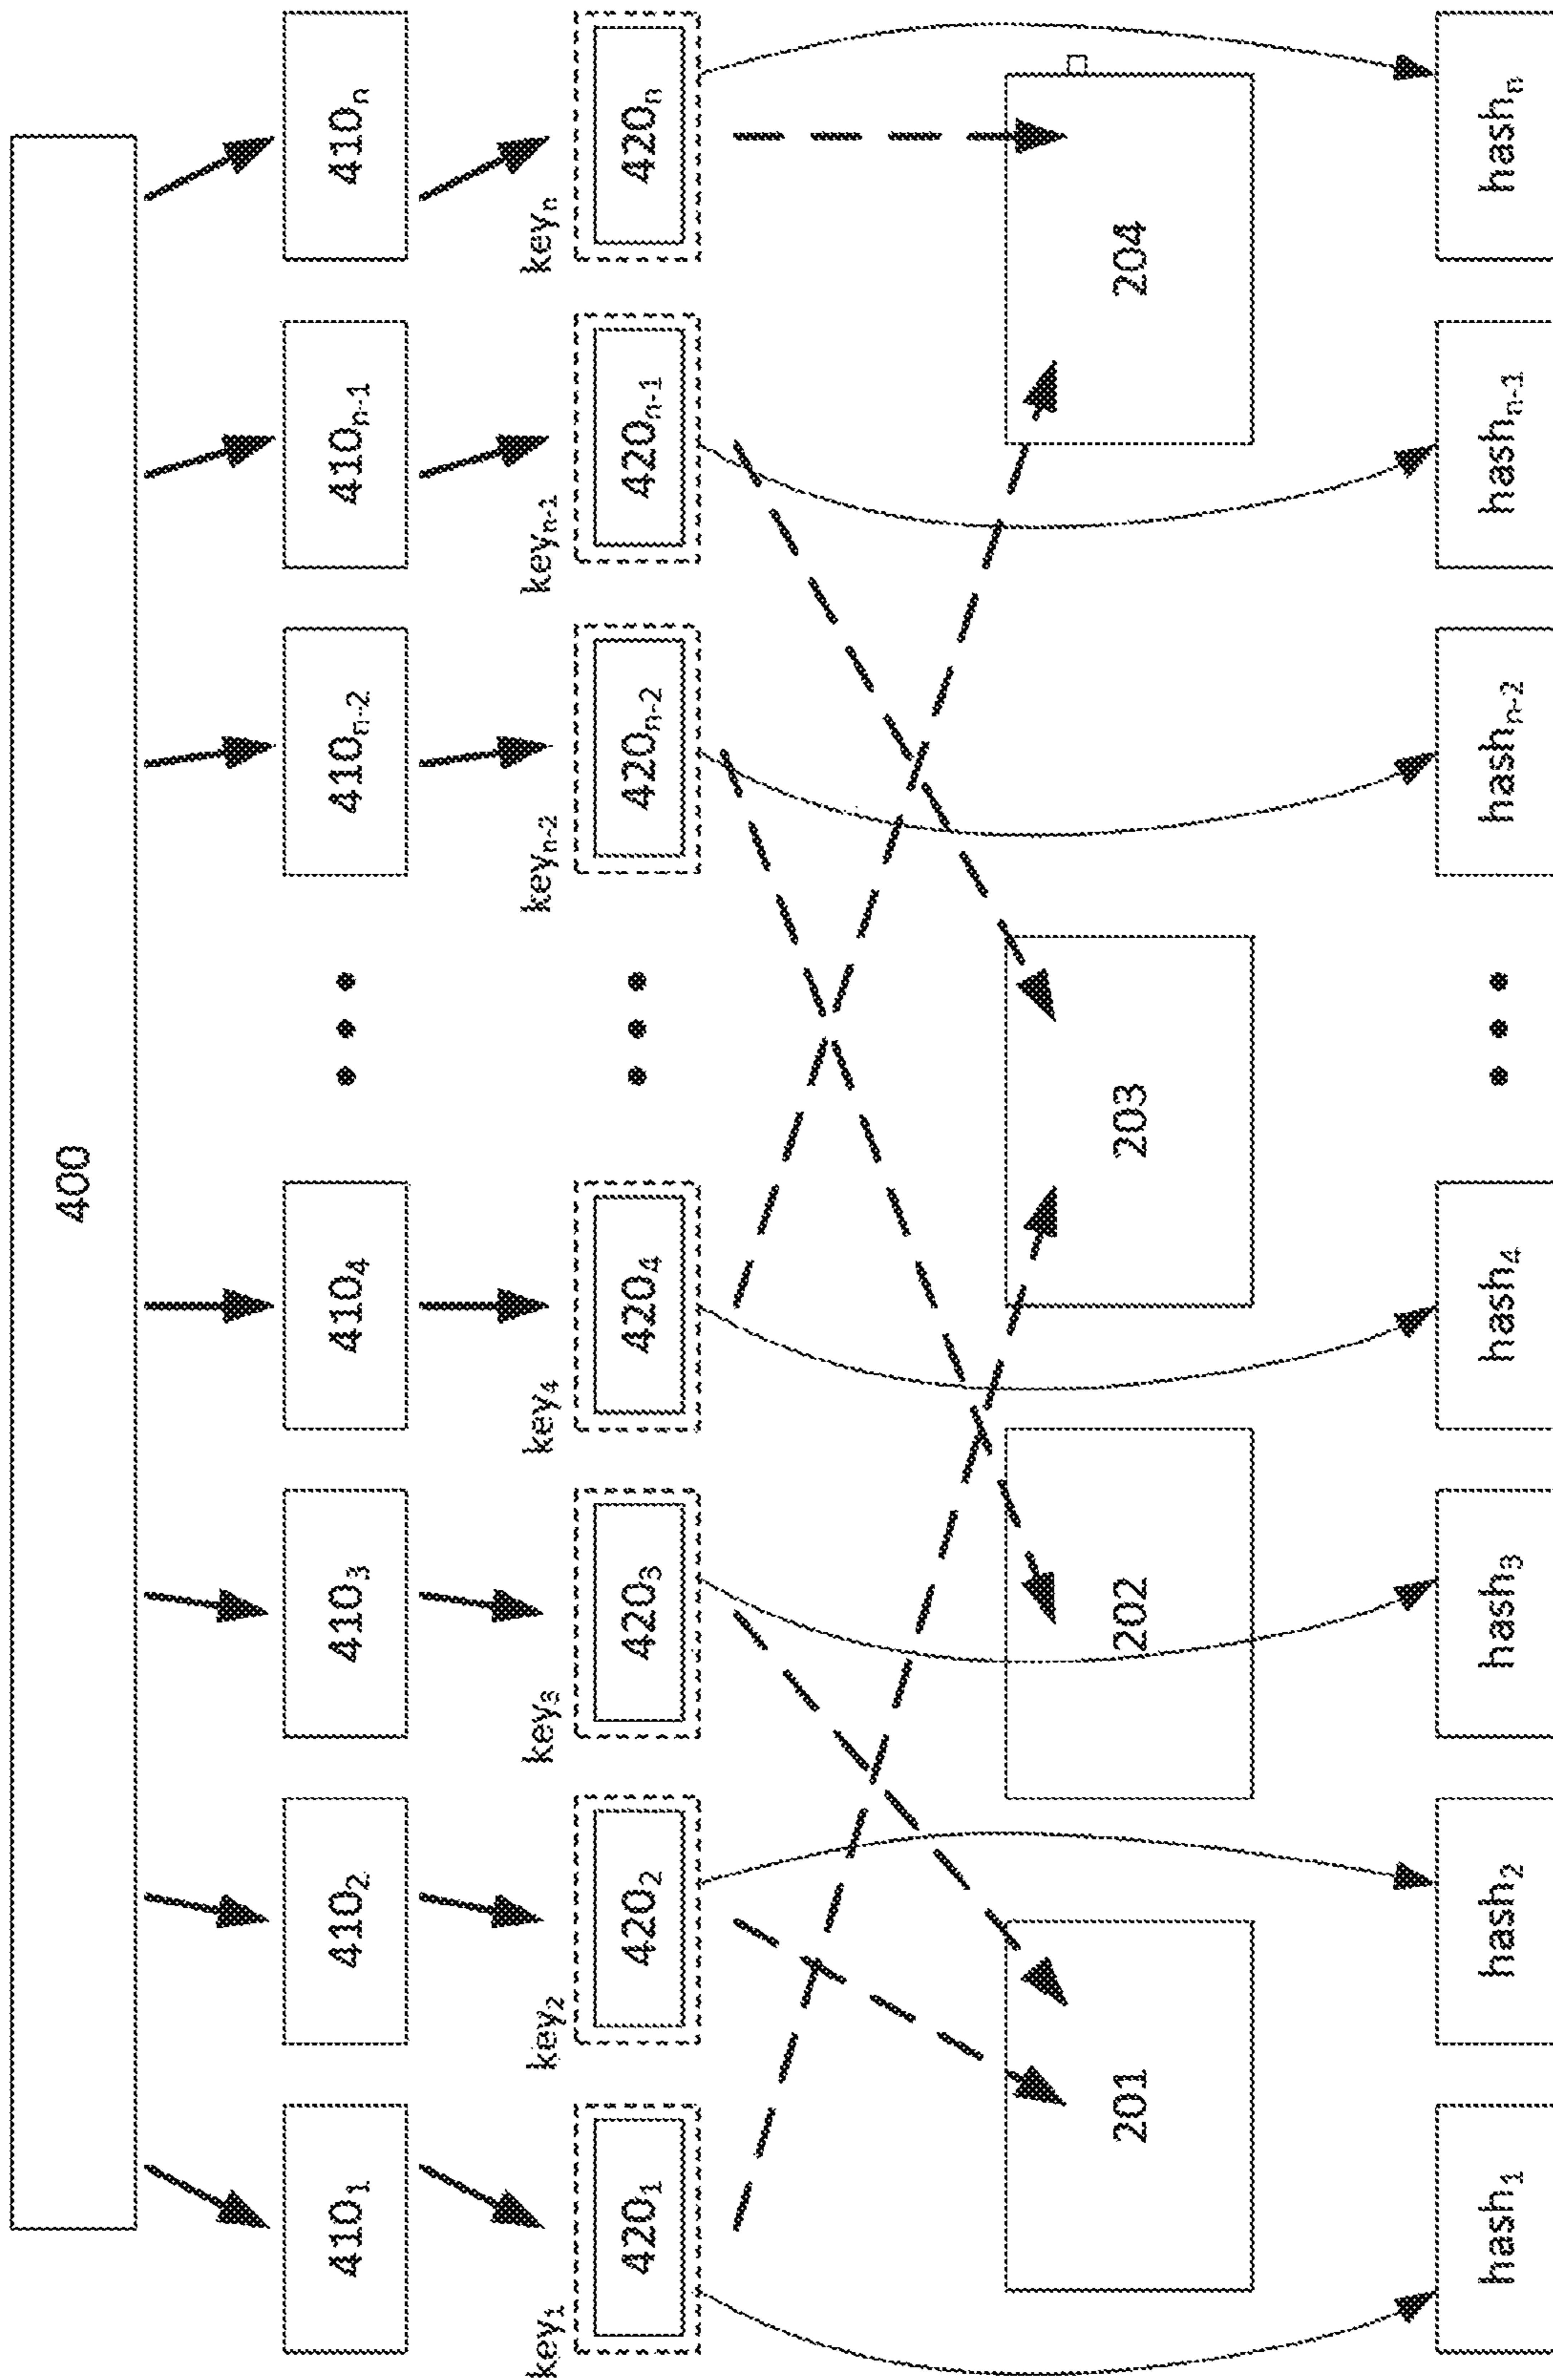 400
410₁ 410₂ 410₃ 410₄ ••• 410ₙ₋₂ 410ₙ₋₁ 410ₙ
key₁ key₂ key₃ key₄ keyₙ₋₂ keyₙ₋₁ keyₙ
420₁ 420₂ 420₃ 420₄ ••• 420ₙ₋₂ 420ₙ₋₁ 420ₙ
201 202 203 204
hash₁ hash₂ hash₃ hash₄ ••• hashₙ₋₂ hashₙ₋₁ hashₙ